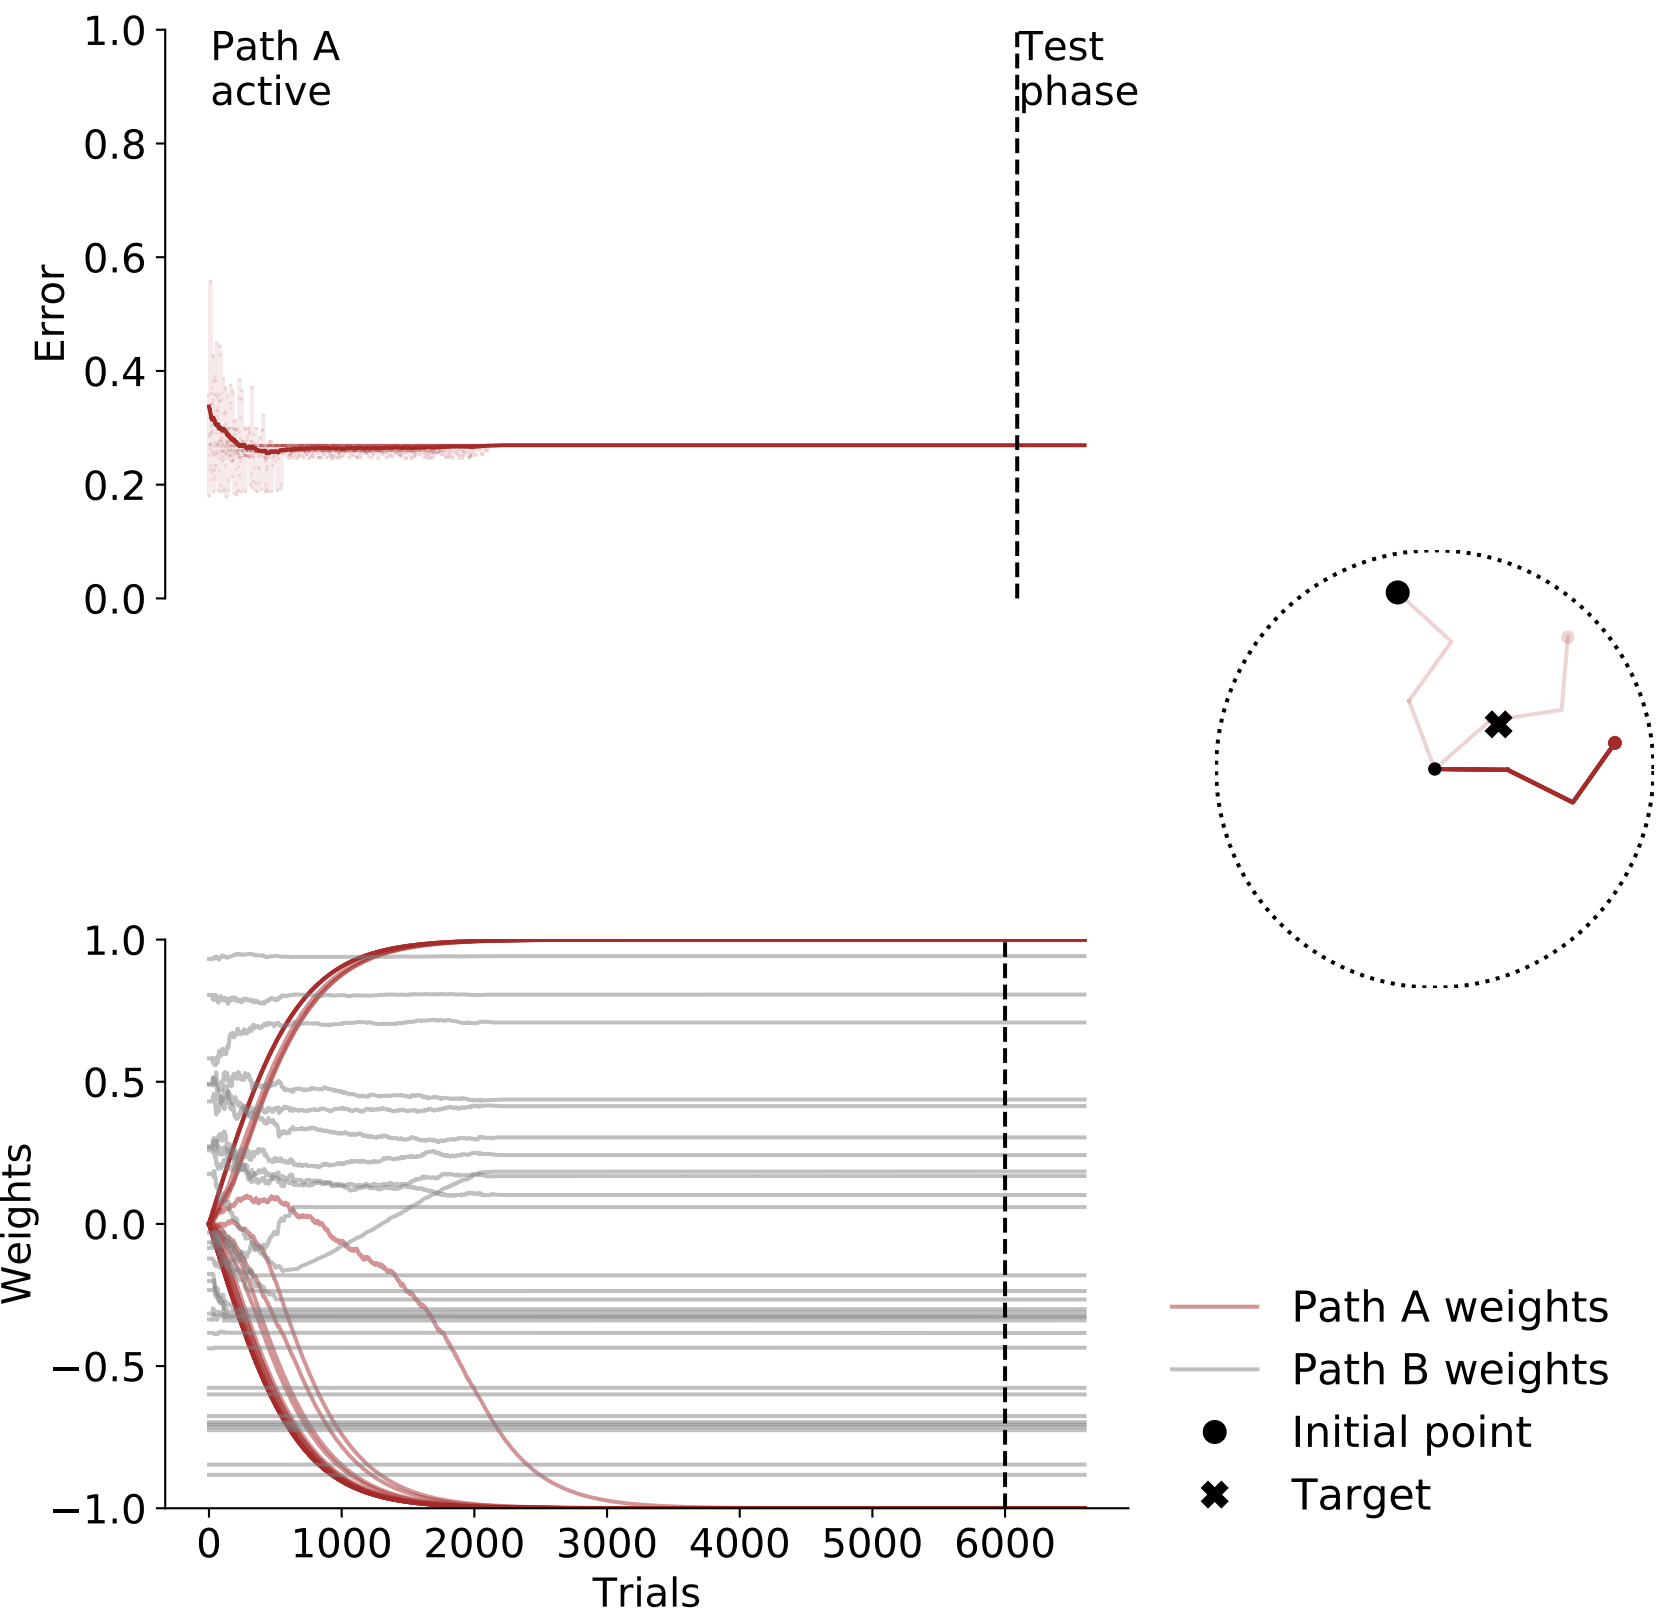 Path A
active
Test
phase
1.0
0.8
0.6
0.4
0.2
0.0
Error
1.0
0.5
0.0
−0.5
−1.0
Weights
0 1000 2000 3000 4000 5000 6000
Trials
Path A weights
Path B weights
Initial point
Target